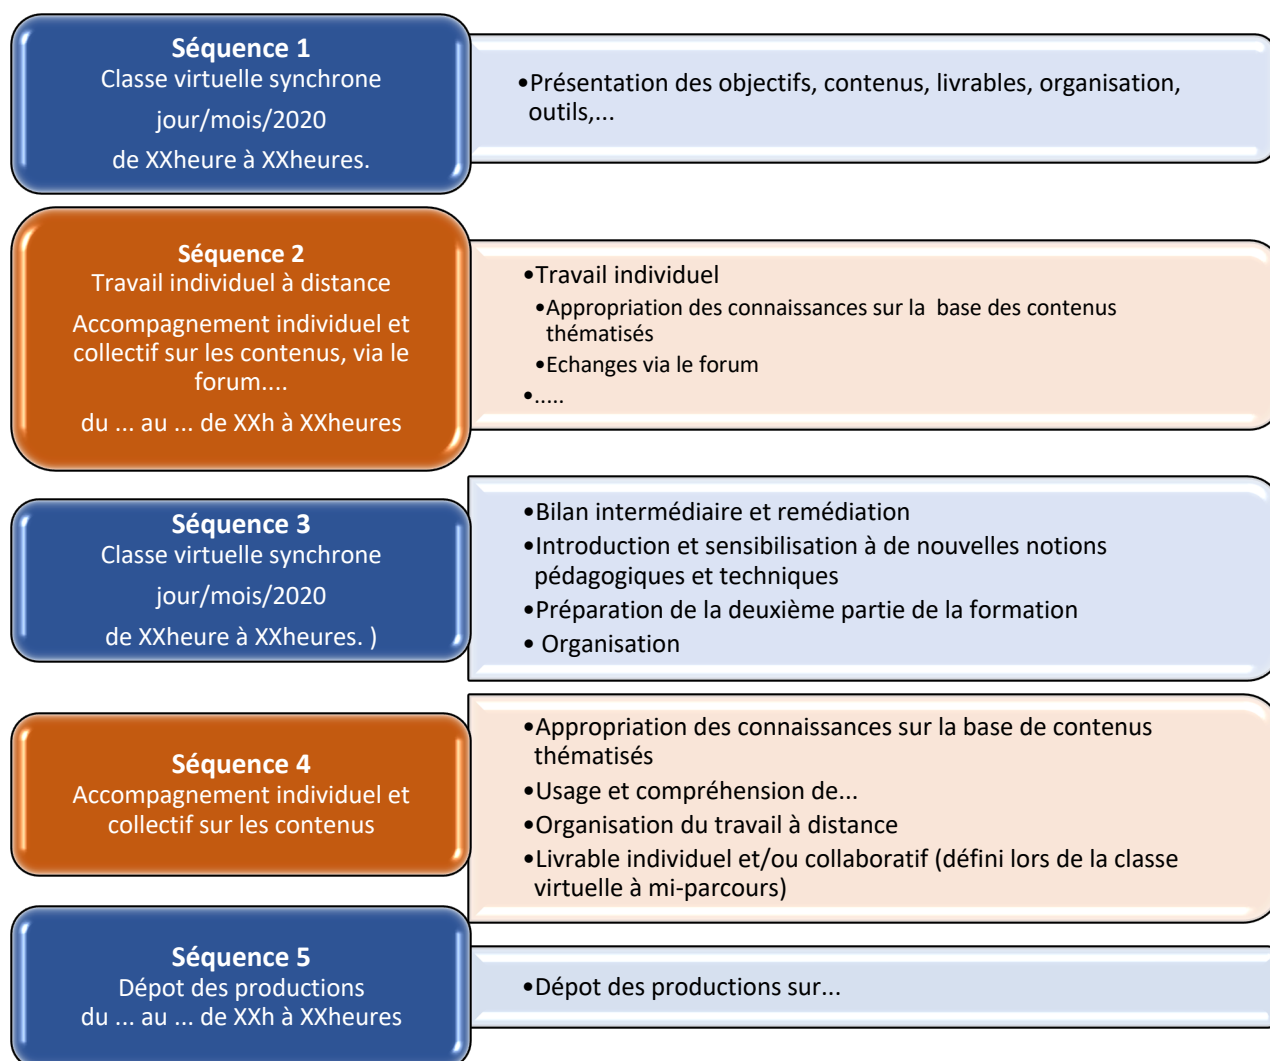 Séquence 1
Classe virtuelle synchrone
jour/mois/2020
de XXheure à XXheures.
•Présentation des objectifs, contenus, livrables, organisation,
outils,...
Séquence 2
Travail individuel à distance
Accompagnement individuel et
collectif sur les contenus, via le
forum....
du ... au ... de XXh à XXheures
•Travail individuel
•Appropriation des connaissances sur la  base des contenus
thématisés
•Echanges via le forum
•.....
Séquence 3
Classe virtuelle synchrone
jour/mois/2020
de XXheure à XXheures. )
•Bilan intermédiaire et remédiation
•Introduction et sensibilisation à de nouvelles notions
pédagogiques et techniques
•Préparation de la deuxième partie de la formation
• Organisation
Séquence 4
Accompagnement individuel et
collectif sur les contenus
•Appropriation des connaissances sur la base de contenus
thématisés
•Usage et compréhension de...
•Organisation du travail à distance
•Livrable individuel et/ou collaboratif (défini lors de la classe
virtuelle à mi-parcours)
Séquence 5
Dépot des productions
du ... au ... de XXh à XXheures
•Dépot des productions sur...